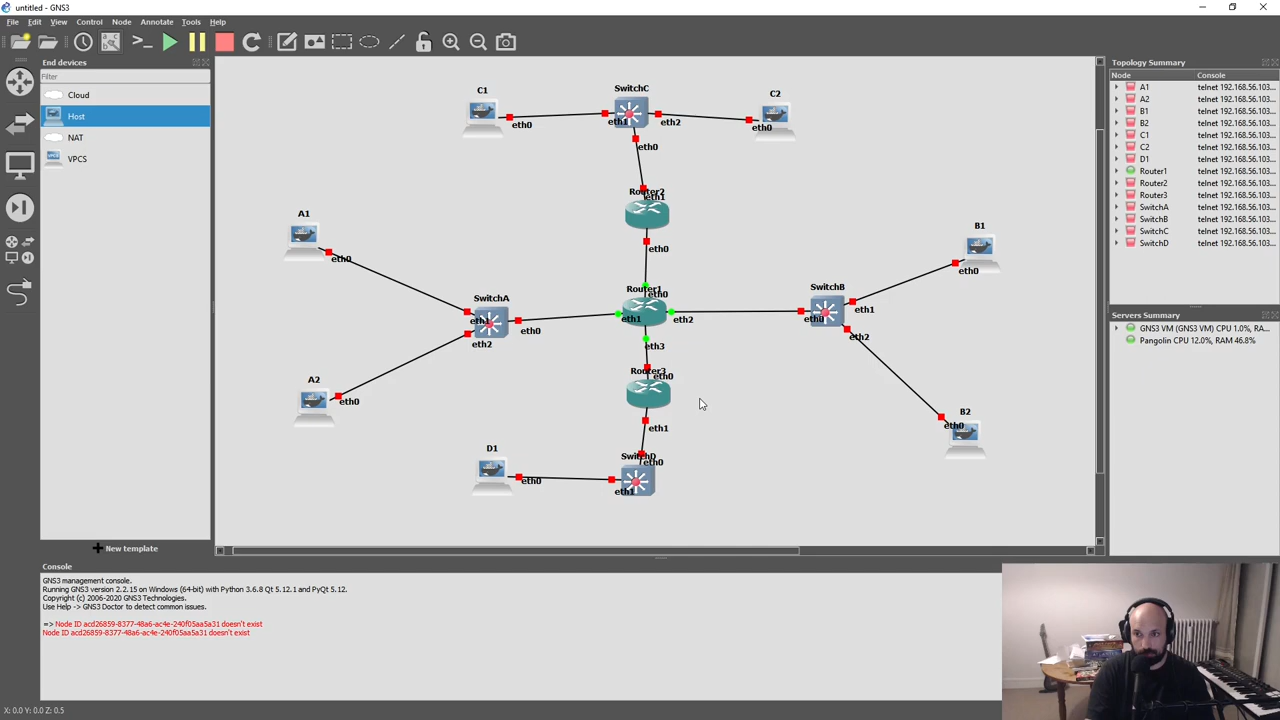 untitled - GNS3
File Edit View Control Node Annotate Tools Help
End devices
Filter
Cloud
Host
NAT
VPCS
New template
C1
eth0
SwitchC
eth1
eth2
eth0
C2
eth0
Router2
eth1
eth0
A1
eth0
SwitchA
eth1
eth0
eth2
A2
eth0
Router1
eth0
eth1
eth2
eth3
SwitchB
eth0
eth1
eth2
B1
eth0
B2
eth0
Router3
eth0
eth1
D1
eth0
SwitchD
eth0
eth1
Topology Summary
Node Console
A1 telnet 192.168.56.103...
A2 telnet 192.168.56.103...
B1 telnet 192.168.56.103...
B2 telnet 192.168.56.103...
C1 telnet 192.168.56.103...
C2 telnet 192.168.56.103...
D1 telnet 192.168.56.103...
Router1 telnet 192.168.56.103...
Router2 telnet 192.168.56.103...
Router3 telnet 192.168.56.103...
SwitchA telnet 192.168.56.103...
SwitchB telnet 192.168.56.103...
SwitchC telnet 192.168.56.103...
SwitchD telnet 192.168.56.103...
Servers Summary
GNS3 VM (GNS3 VM) CPU 1.0%, RA...
Pangolin CPU 12.0%, RAM 46.8%
Console
GNS3 management console.
Running GNS3 version 2.2.15 on Windows (64-bit) with Python 3.6.8 Qt 5.12.1 and PyQt 5.12.
Copyright (c) 2006-2020 GNS3 Technologies.
Use Help -> GNS3 Doctor to detect common issues.
=> Node ID acd26859-8377-48a6-ac4e-240f05aa5a31 doesn't exist
Node ID acd26859-8377-48a6-ac4e-240f05aa5a31 doesn't exist
X: 0.0 Y: 0.0 Z: 0.5